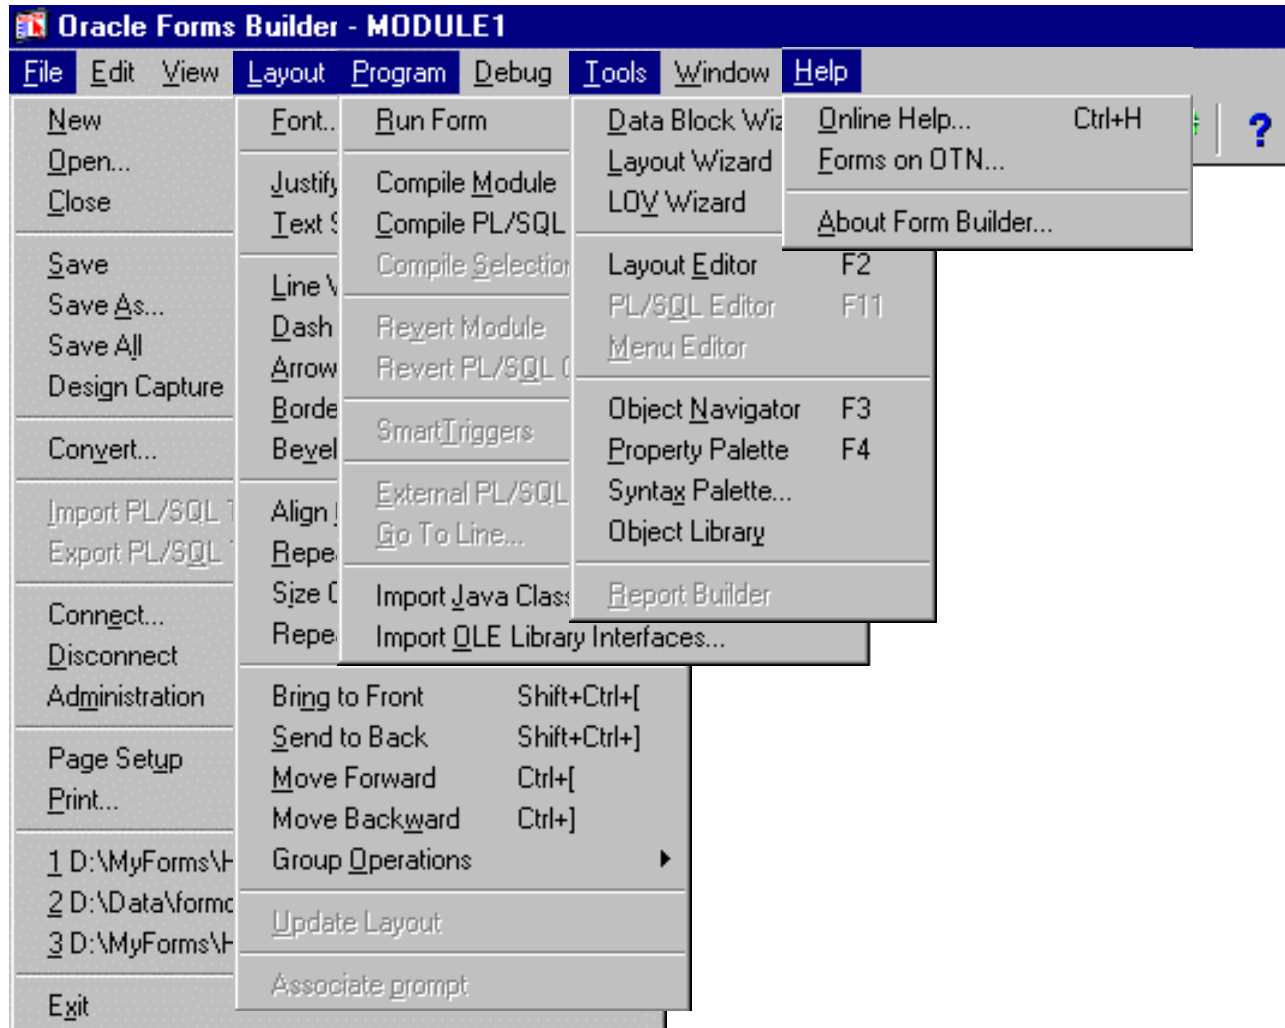 Oracle Forms Builder - MODULE1
File Edit View Layout Program Debug Tools Window Help
New
Open...
Close
Save
Save As...
Save All
Design Capture
Convert...
Import PL/SQL
Export PL/SQL
Connect...
Disconnect
Administration
Page Setup
Print...
1 D:\MyForms\H
2 D:\Data\form
3 D:\MyForms\H
Exit
Font..
Justify
Text
Line
Dash
Arrow
Borde
Bevel
Align
Repe
Size
Repe
Bring to Front Shift+Ctrl+[
Send to Back Shift+Ctrl+]
Move Forward Ctrl+[
Move Backward Ctrl+]
Group Operations
Update Layout
Associate prompt
Run Form
Compile Module
Compile PL/SQL
Compile Selection
Revert Module
Revert PL/SQL
SmartTriggers
External PL/SQL
Go To Line...
Import Java Class
Import OLE Library Interfaces...
Data Block Wiz
Layout Wizard
LOV Wizard
Layout Editor F2
PL/SQL Editor F11
Menu Editor
Object Navigator F3
Property Palette F4
Syntax Palette...
Object Library
Report Builder
Online Help... Ctrl+H
Forms on OTN...
About Form Builder...
?